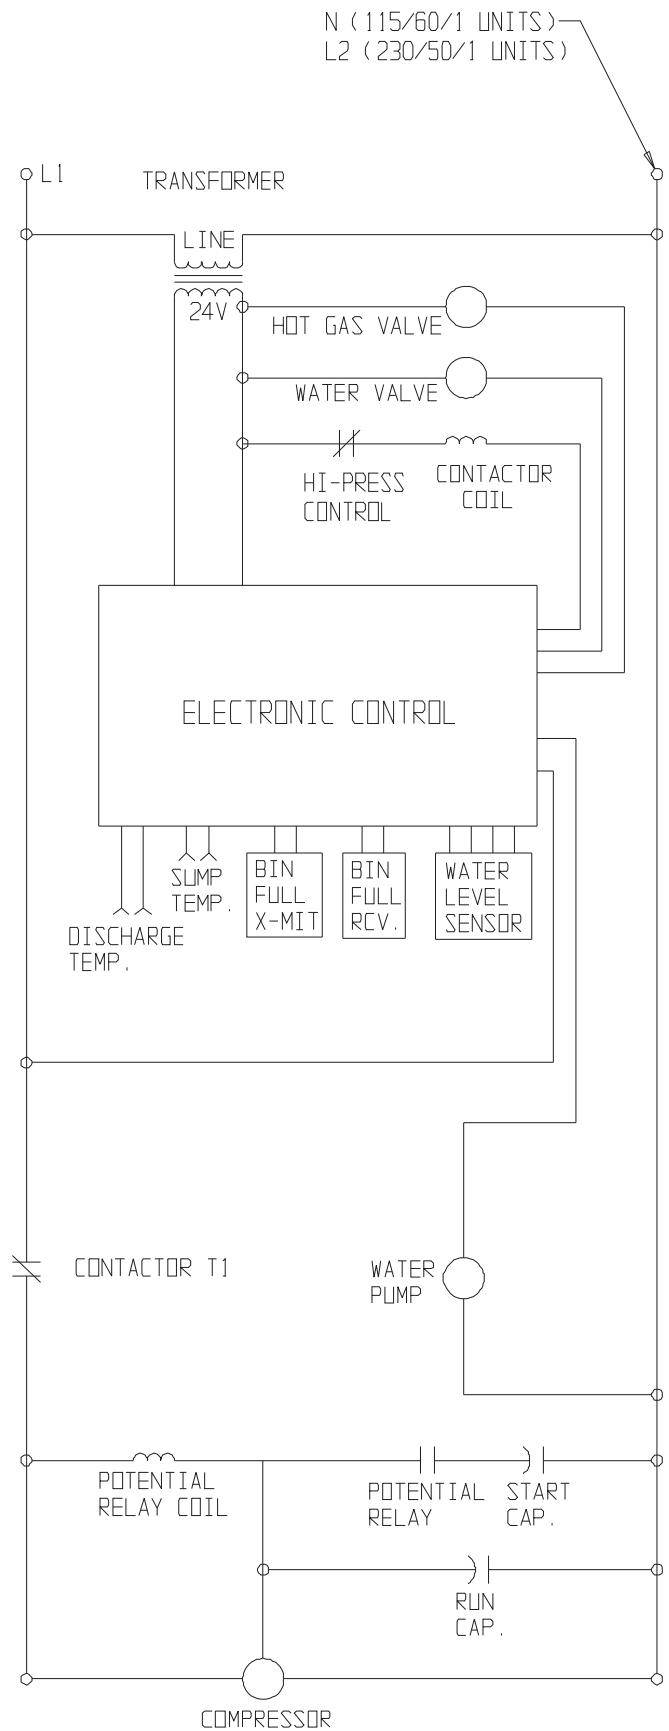 N (115/60/1 UNITS)
L2 (230/50/1 UNITS)
L1
TRANSFORMER
LINE
24V
HOT GAS VALVE
WATER VALVE
HI-PRESS
CONTROL
CONTACTOR
COIL
ELECTRONIC CONTROL
SUMP
TEMP.
BIN
FULL
X-MIT
BIN
FULL
RCV.
WATER
LEVEL
SENSOR
DISCHARGE
TEMP.
CONTACTOR T1
WATER
PUMP
POTENTIAL
RELAY COIL
POTENTIAL
RELAY
START
CAP.
RUN
CAP.
COMPRESSOR